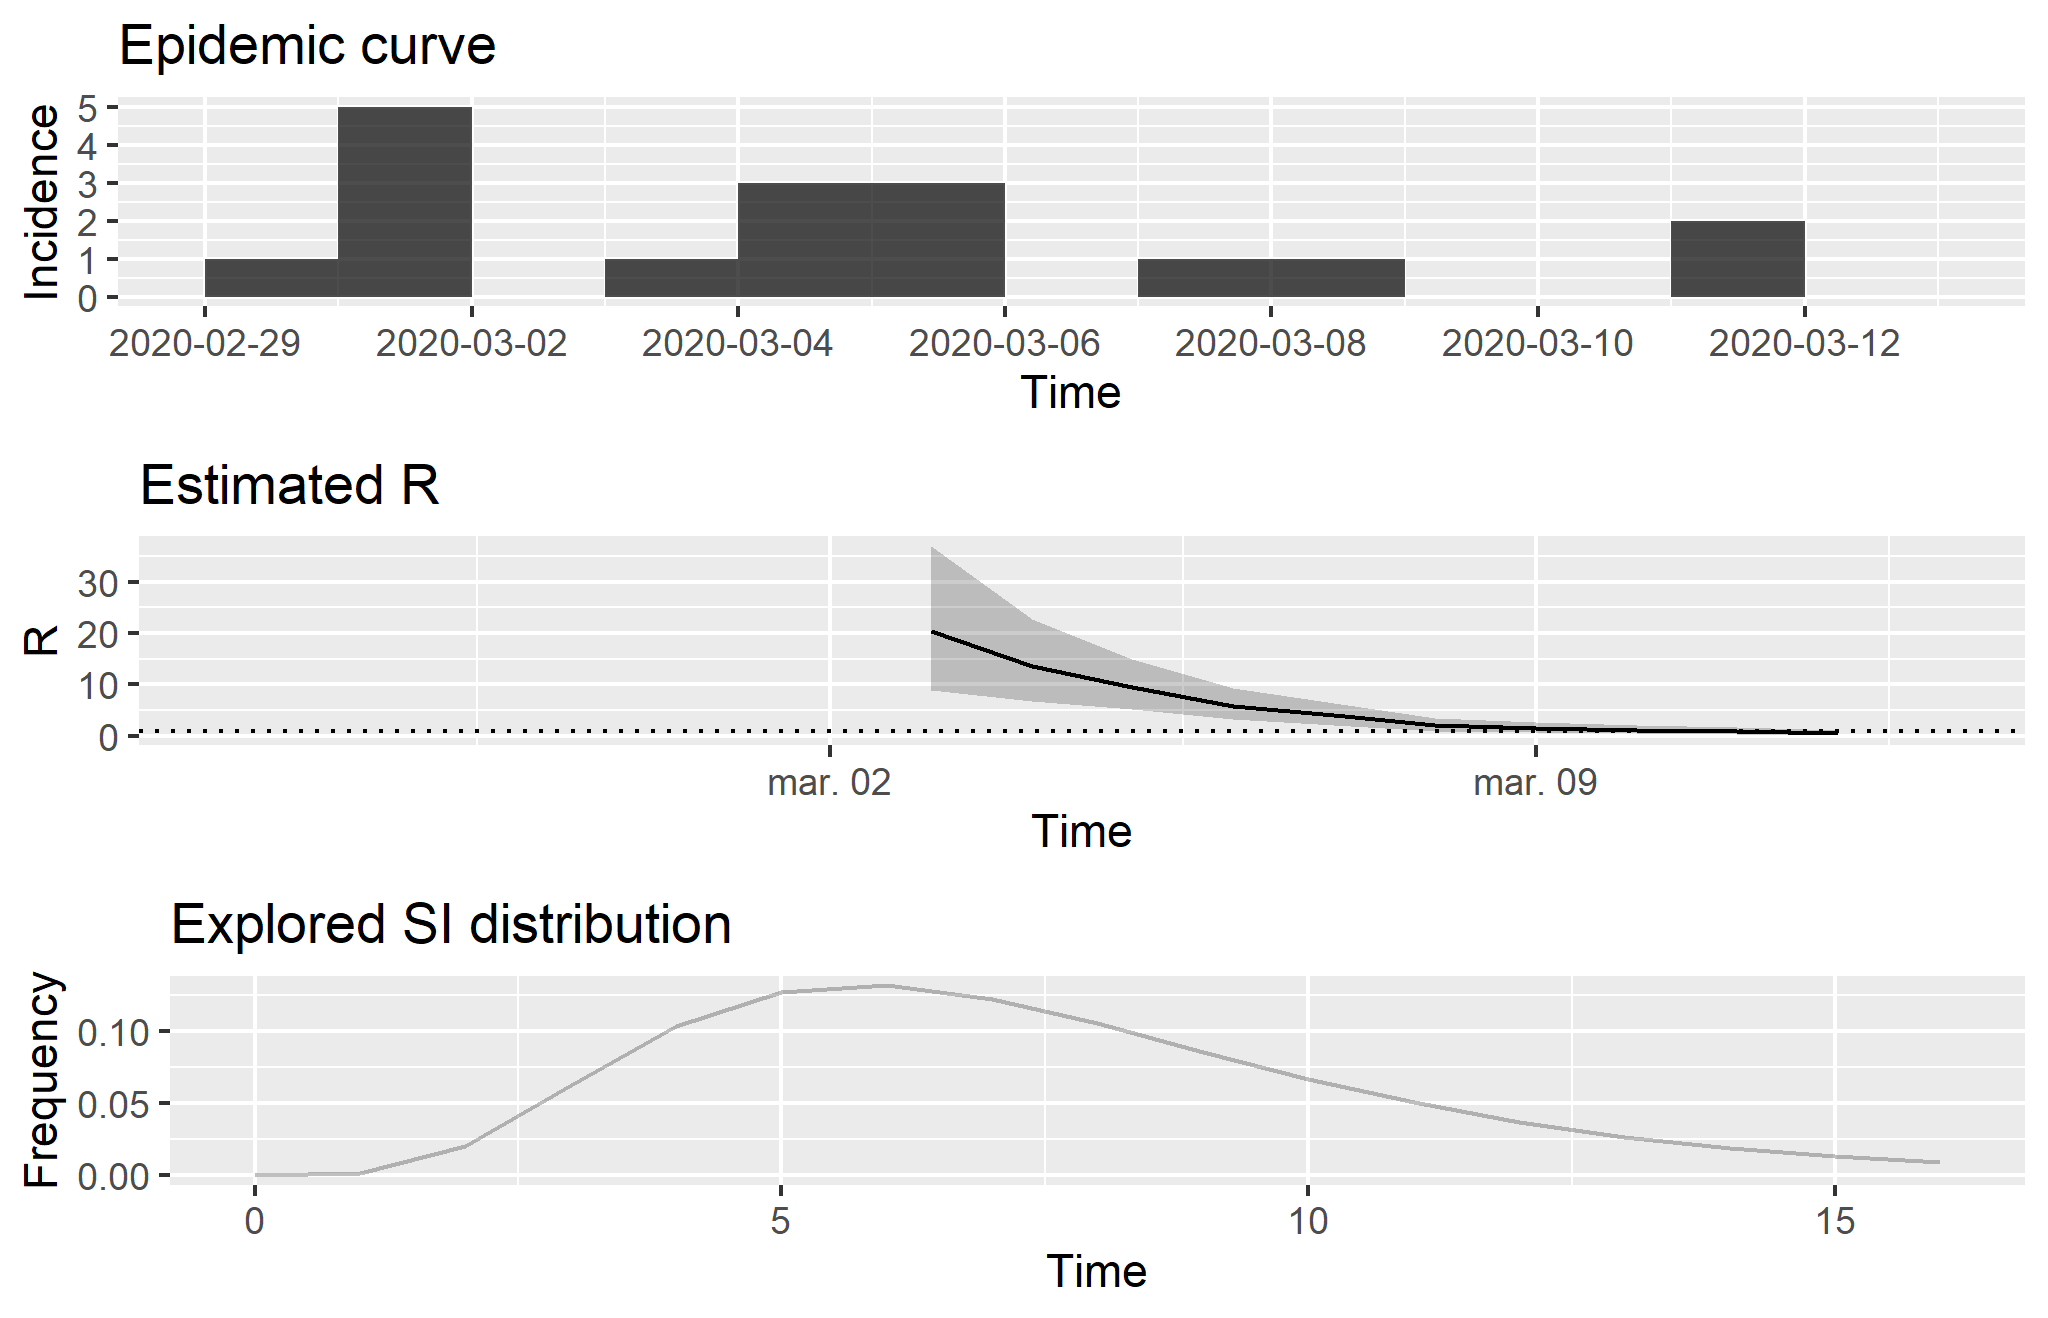 Epidemic curve
Incidence
5
4
3
2
1
0
2020-02-29 2020-03-02 2020-03-04 2020-03-06 2020-03-08 2020-03-10 2020-03-12
Time
Estimated R
R
30
20
10
0
mar. 02 mar. 09
Time
Explored SI distribution
Frequency
0.10
0.05
0.00
0 5 10 15
Time